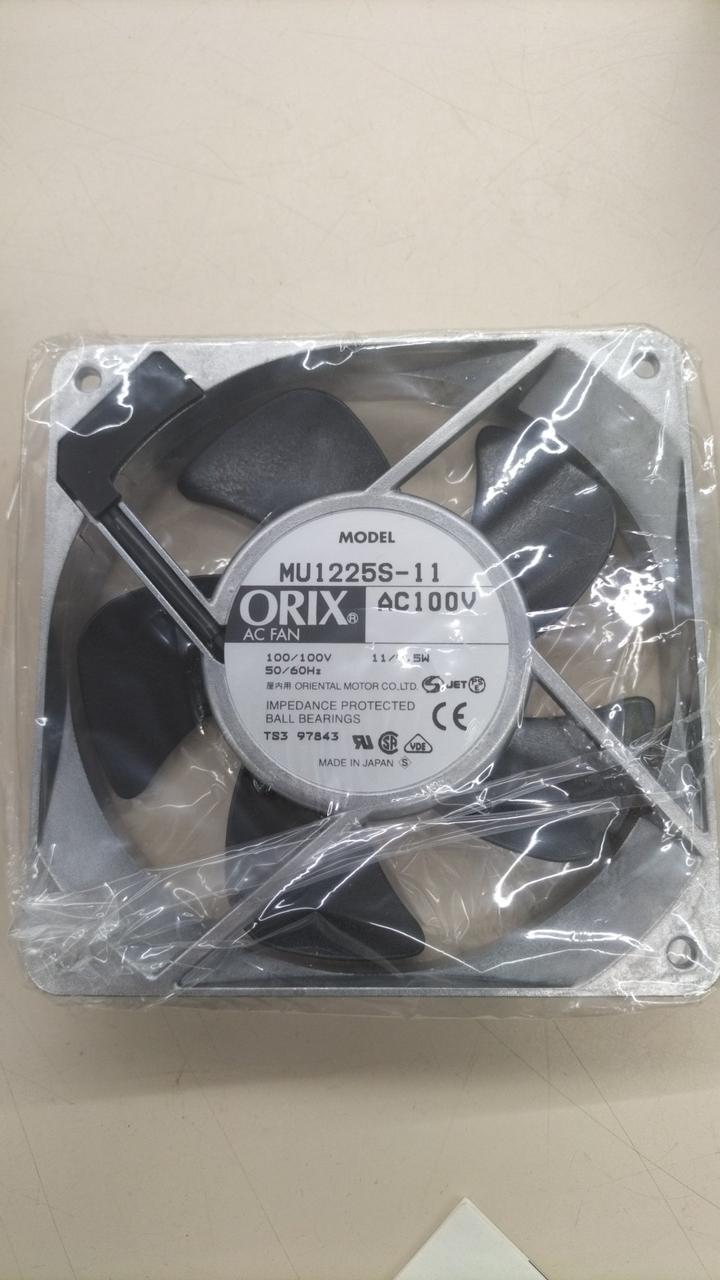 MODEL
MU1225S-11
ORIX®
AC100V
AC FAN
100/100V
50/60Hz
屋内用 ORIENTAL MOTOR CO.,LTD. S JET PSE
IMPEDANCE PROTECTED
BALL BEARINGS
CE
TS3 97843
VDE
MADE IN JAPAN S